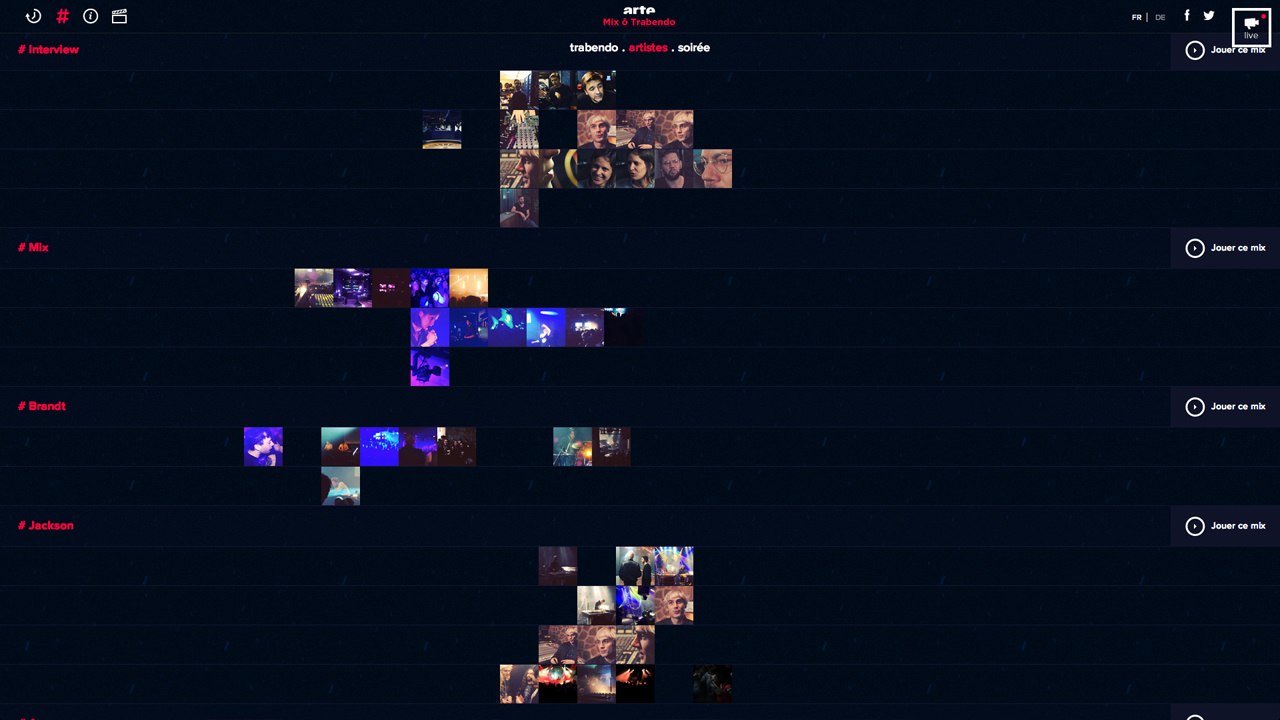 #
arte
Mix ô Trabendo
FR | DE
live
# Interview
trabendo . artistes . soirée
Jouer ce mix
# Mix
Jouer ce mix
# Brandt
Jouer ce mix
# Jackson
Jouer ce mix